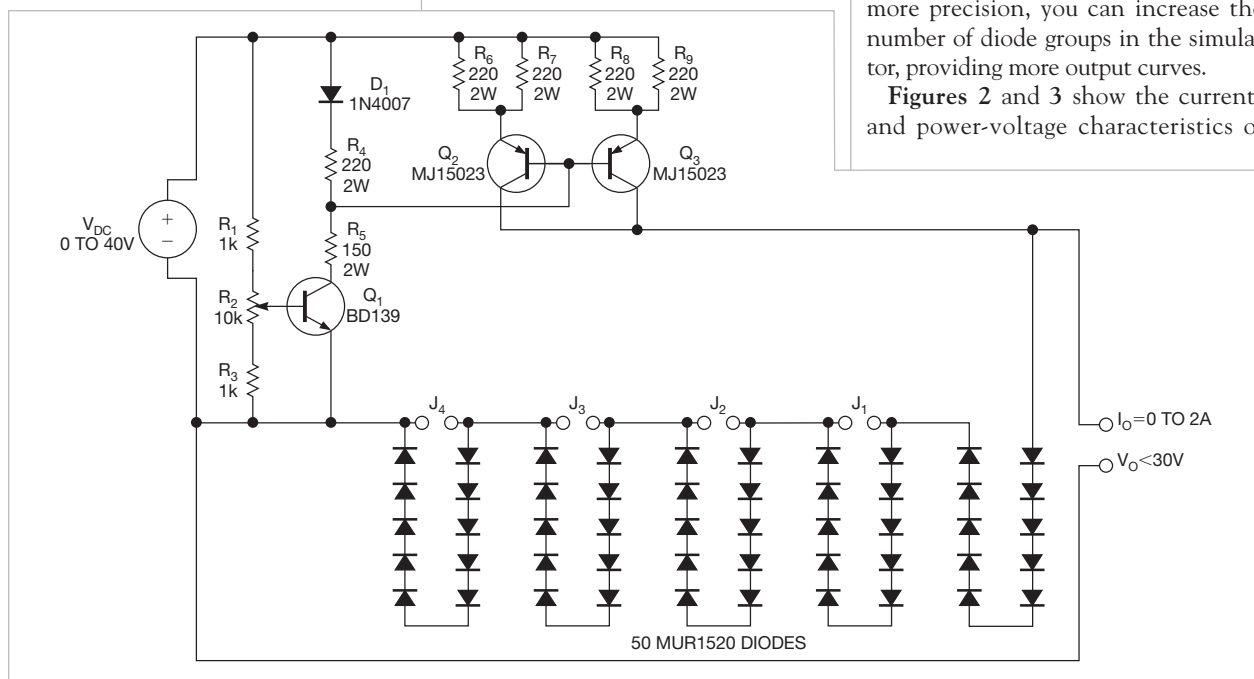 more precision, you can increase the
number of diode groups in the simula-
tor, providing more output curves.
Figures 2 and 3 show the current-
and power-voltage characteristics o
R6
220
2W
R7
220
2W
R8
220
2W
R9
220
2W
D1
1N4007
R4
220
2W
Q2
MJ15023
Q3
MJ15023
VDC
0 TO 40V
+
−
R1
1k
R5
150
2W
R2
10k
Q1
BD139
R3
1k
J4
J3
J2
J1
IO=0 TO 2A
VO<30V
50 MUR1520 DIODES